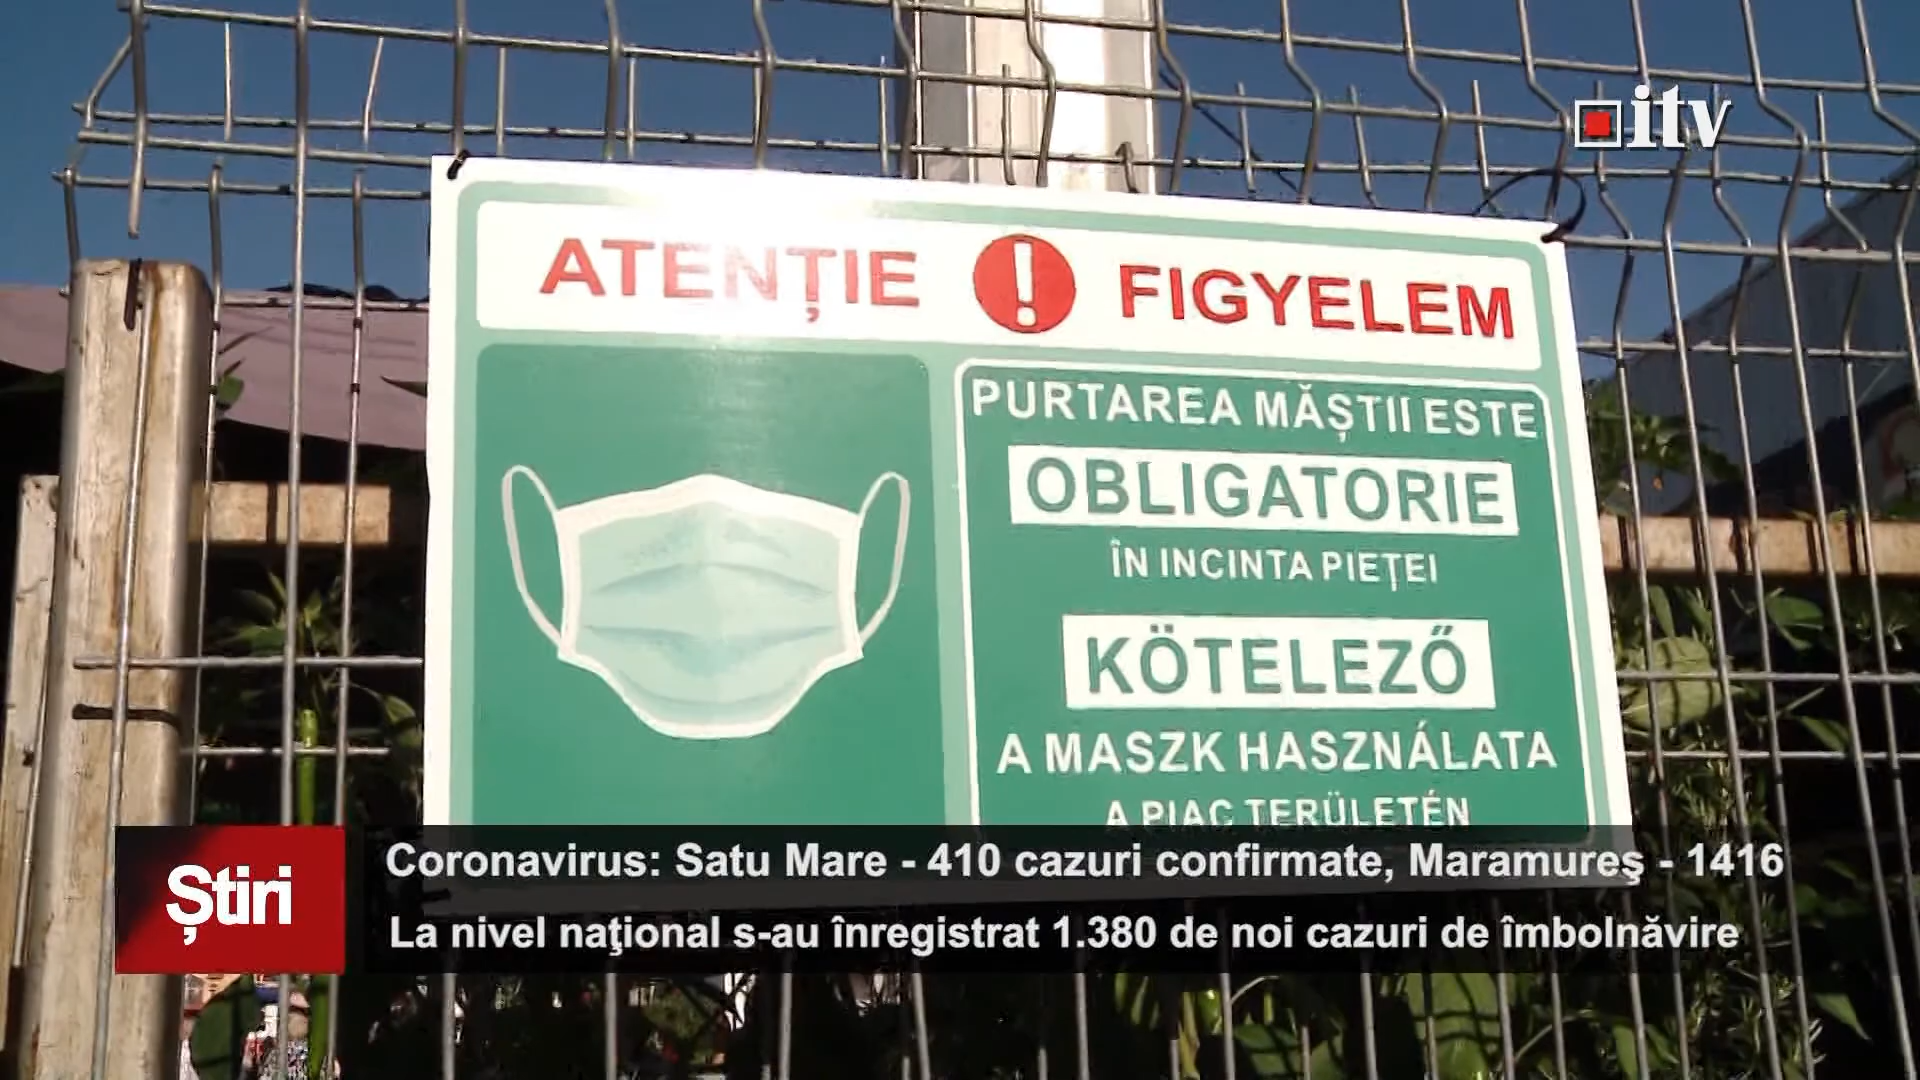 itv
ATENȚIE ! FIGYELEM
PURTAREA MĂȘTII ESTE
OBLIGATORIE
ÎN INCINTA PIEȚEI
KÖTELEZŐ
A MASZK HASZNÁLATA
A PIAC TERÜLETÉN
Știri
Coronavirus: Satu Mare - 410 cazuri confirmate, Maramureş - 1416
La nivel naţional s-au înregistrat 1.380 de noi cazuri de îmbolnăvire